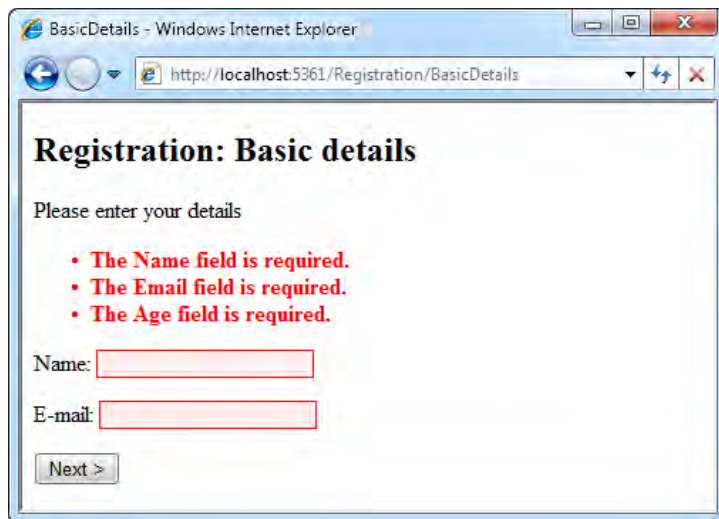 BasicDetails - Windows Internet Explorer
http://localhost:5361/Registration/BasicDetails
Registration: Basic details
Please enter your details
• The Name field is required.
• The Email field is required.
• The Age field is required.
Name:
E-mail:
Next >